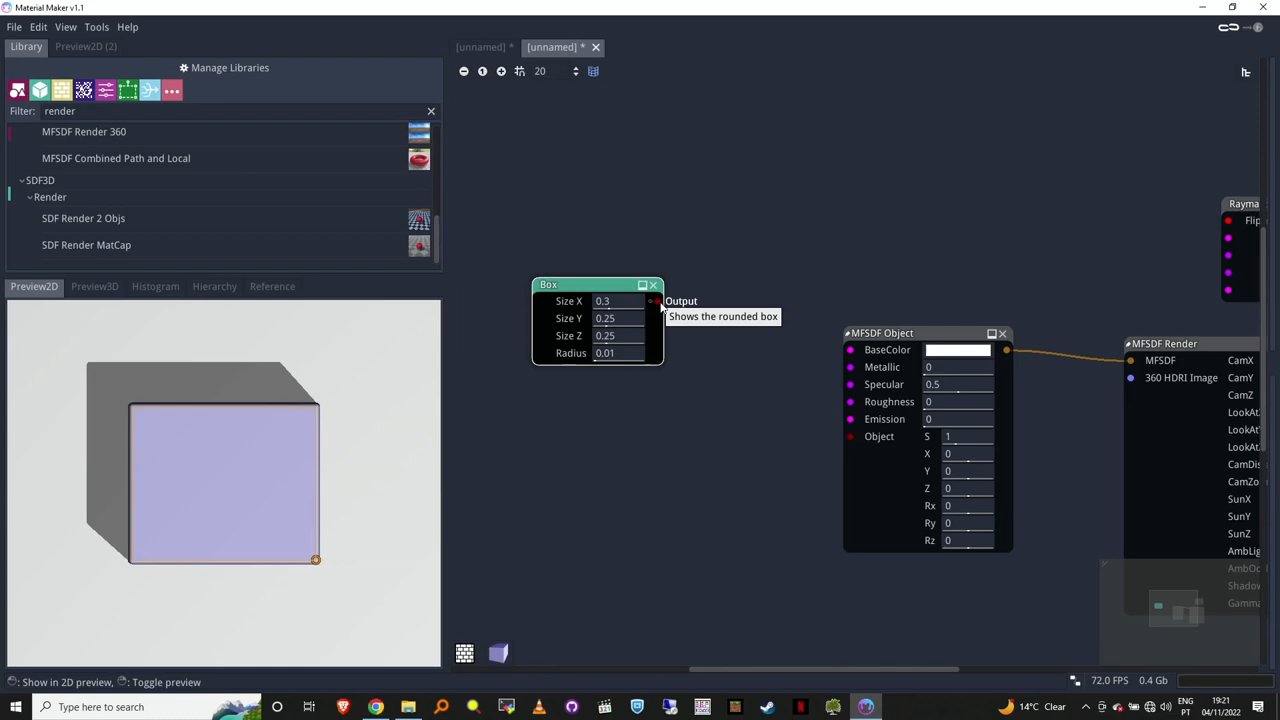 Material Maker v1.1
File Edit View Tools Help
Library Preview2D (2)
[unnamed] * [unnamed] *
Manage Libraries
20
Filter: render
MFSDF Render 360
MFSDF Combined Path and Local
SDF3D
Render
SDF Render 2 Objs
SDF Render MatCap
Preview2D Preview3D Histogram Hierarchy Reference
Box
Size X 0.3
Output
Size Y 0.25
Shows the rounded box
Size Z 0.25
Radius 0.01
MFSDF Object
BaseColor
Metallic 0
Specular 0.5
Roughness 0
Emission 0
Object S 1
X 0
Y 0
Z 0
Rx 0
Ry 0
Rz 0
Rayma
Flip
MFSDF Render
MFSDF CamX
360 HDRI Image CamY
CamZ
LookAt
LookAtY
LookAt
CamDis
CamZo
SunX
SunY
SunZ
AmbLig
AmbOc
Shadow
Gamma
: Show in 2D preview, : Toggle preview
72.0 FPS 0.4 Gb
Type here to search
14°C Clear
ENG
PT
19:21
04/11/2022